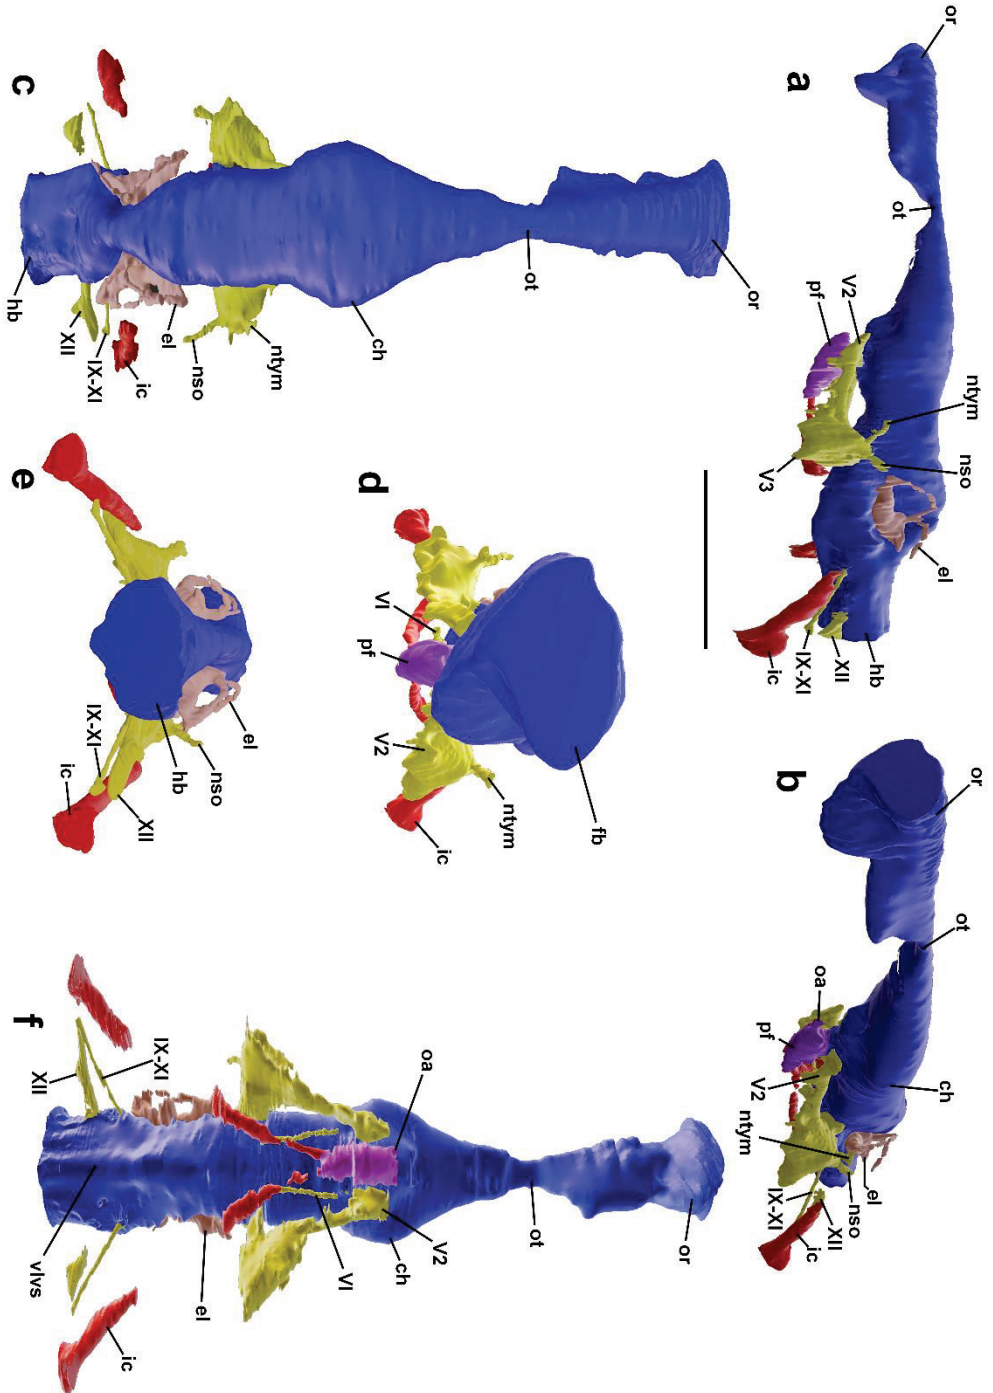 a
or
ot
V2
pf
ntym
nso
V3
el
IX-XI
XII
hb
ic
b
or
ot
oa
pf
V2
ch
ntym
el
nso
IX-XI
XII
ic
c
or
ot
ch
ntym
nso
el
ic
IX-XI
XII
hb
d
VI
pf
V2
fb
ntym
ic
e
el
nso
hb
IX-XI
ic
XII
f
IX-XI
XII
oa
or
ot
V2
ch
VI
el
vlvs
ic